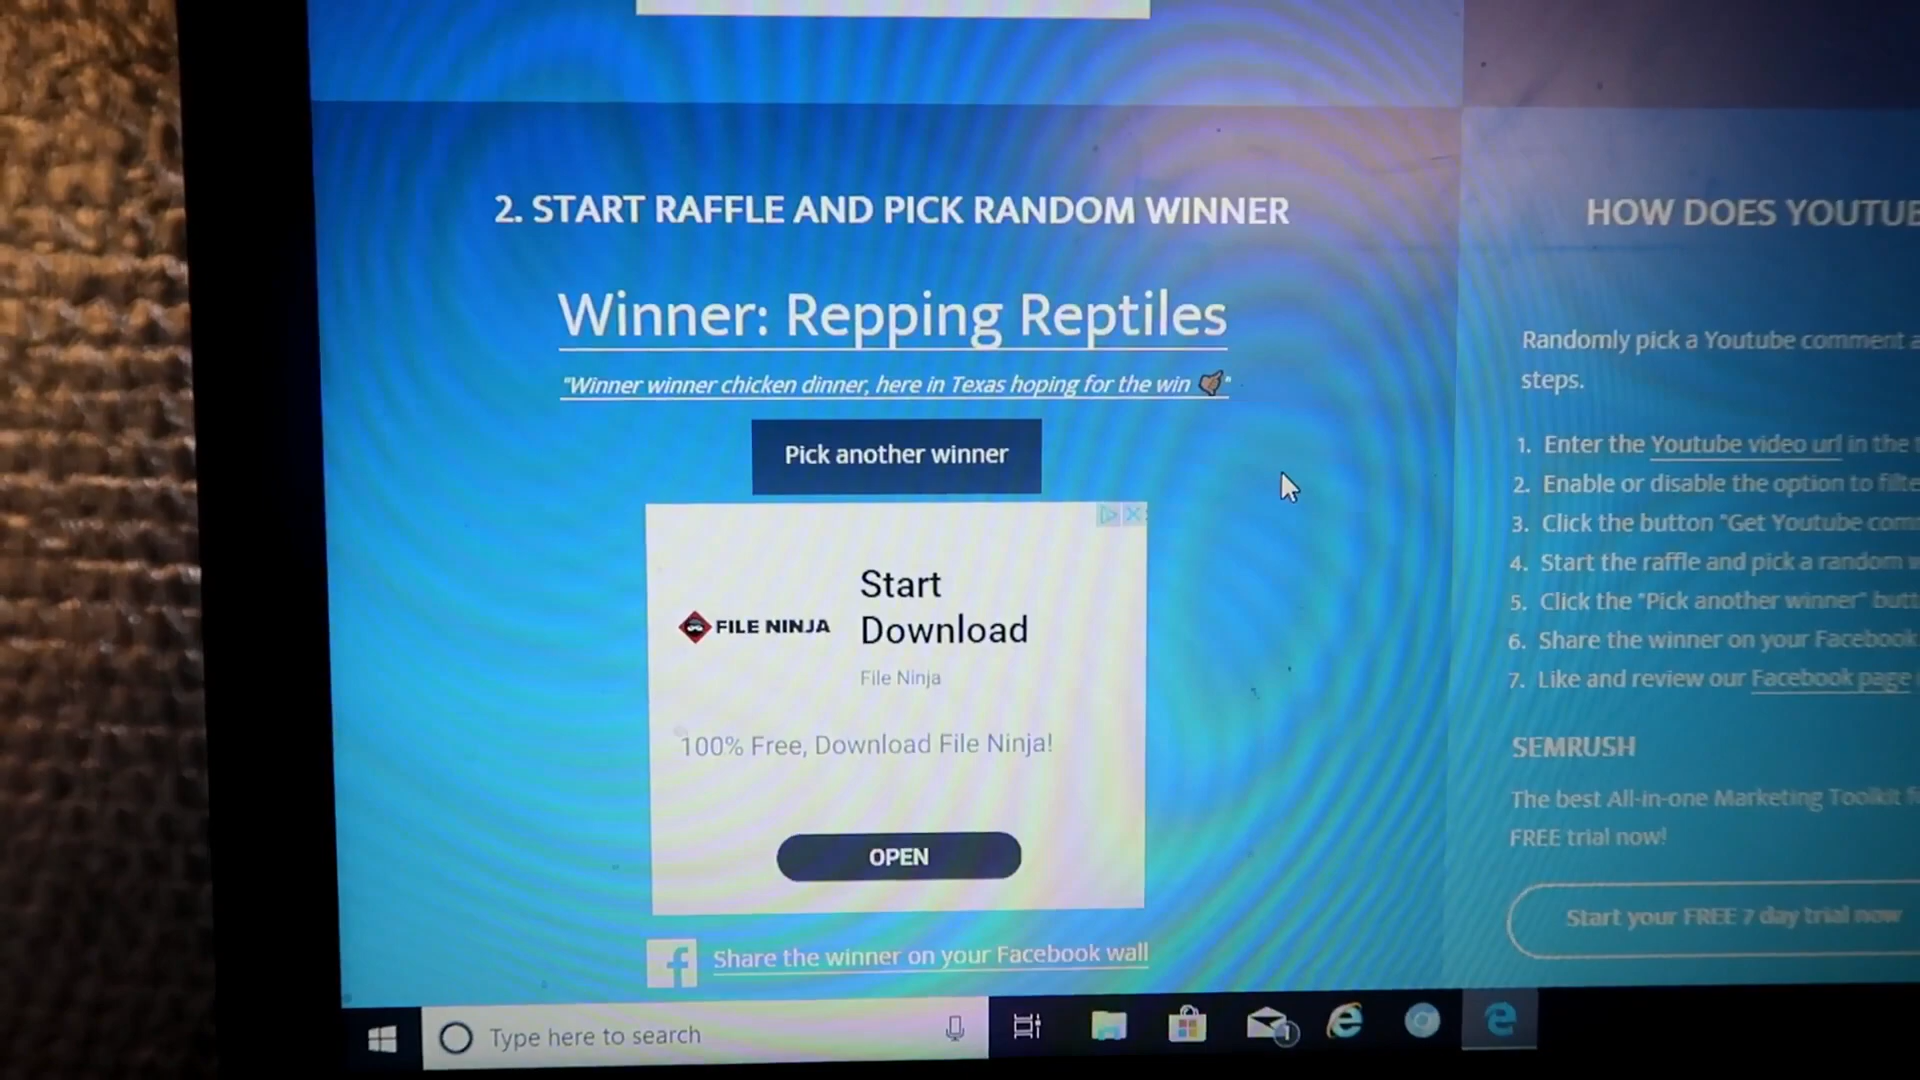 2. START RAFFLE AND PICK RANDOM WINNER
Winner: Repping Reptiles
"Winner winner chicken dinner, here in Texas hoping for the win 🤙🏾"
Pick another winner
Start
Download
FILE NINJA
File Ninja
100% Free, Download File Ninja!
OPEN
Share the winner on your Facebook wall
HOW DOES
Randomly pick a Youtube comment
steps.
1. Enter the Youtube video url in the
2. Enable or disable the option to
3. Click the button "Get Youtube
4. Start the raffle and pick a random
5. Click the "Pick another winner"
6. Share the winner on your Facebook
7. Like and review our Facebook page
SEMRUSH
The best All-in-one Marketing Toolkit
FREE trial now!
Start your FREE 7 day trial now
Type here to search
1